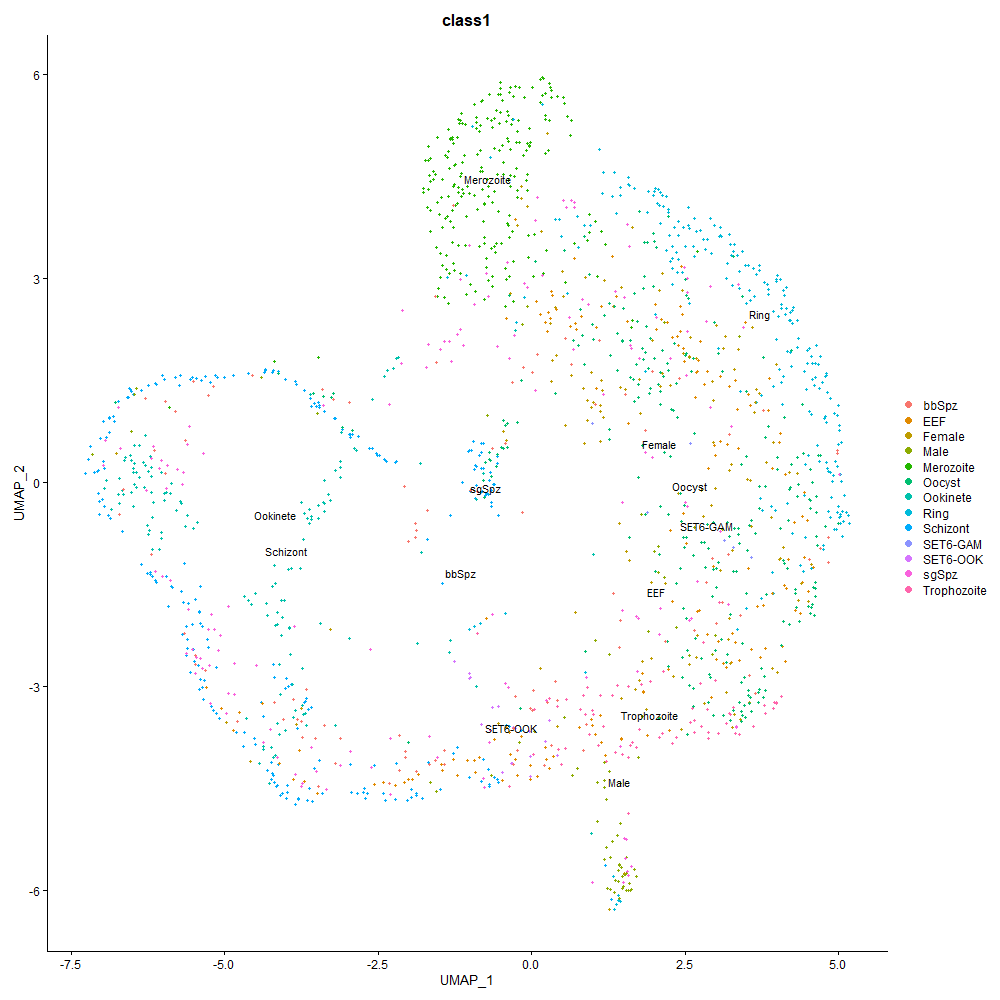 class1
UMAP_2
6
3
0
-3
-6
Merozoite
Ring
Female
Oocyst
sgSpz
Ookinete
SET6-GAM
Schizont
bbSpz
EEF
Trophozoite
SET6-OOK
Male
-7.5
-5.0
-2.5
0.0
2.5
5.0
UMAP_1
bbSpz
EEF
Female
Male
Merozoite
Oocyst
Ookinete
Ring
Schizont
SET6-GAM
SET6-OOK
sgSpz
Trophozoite